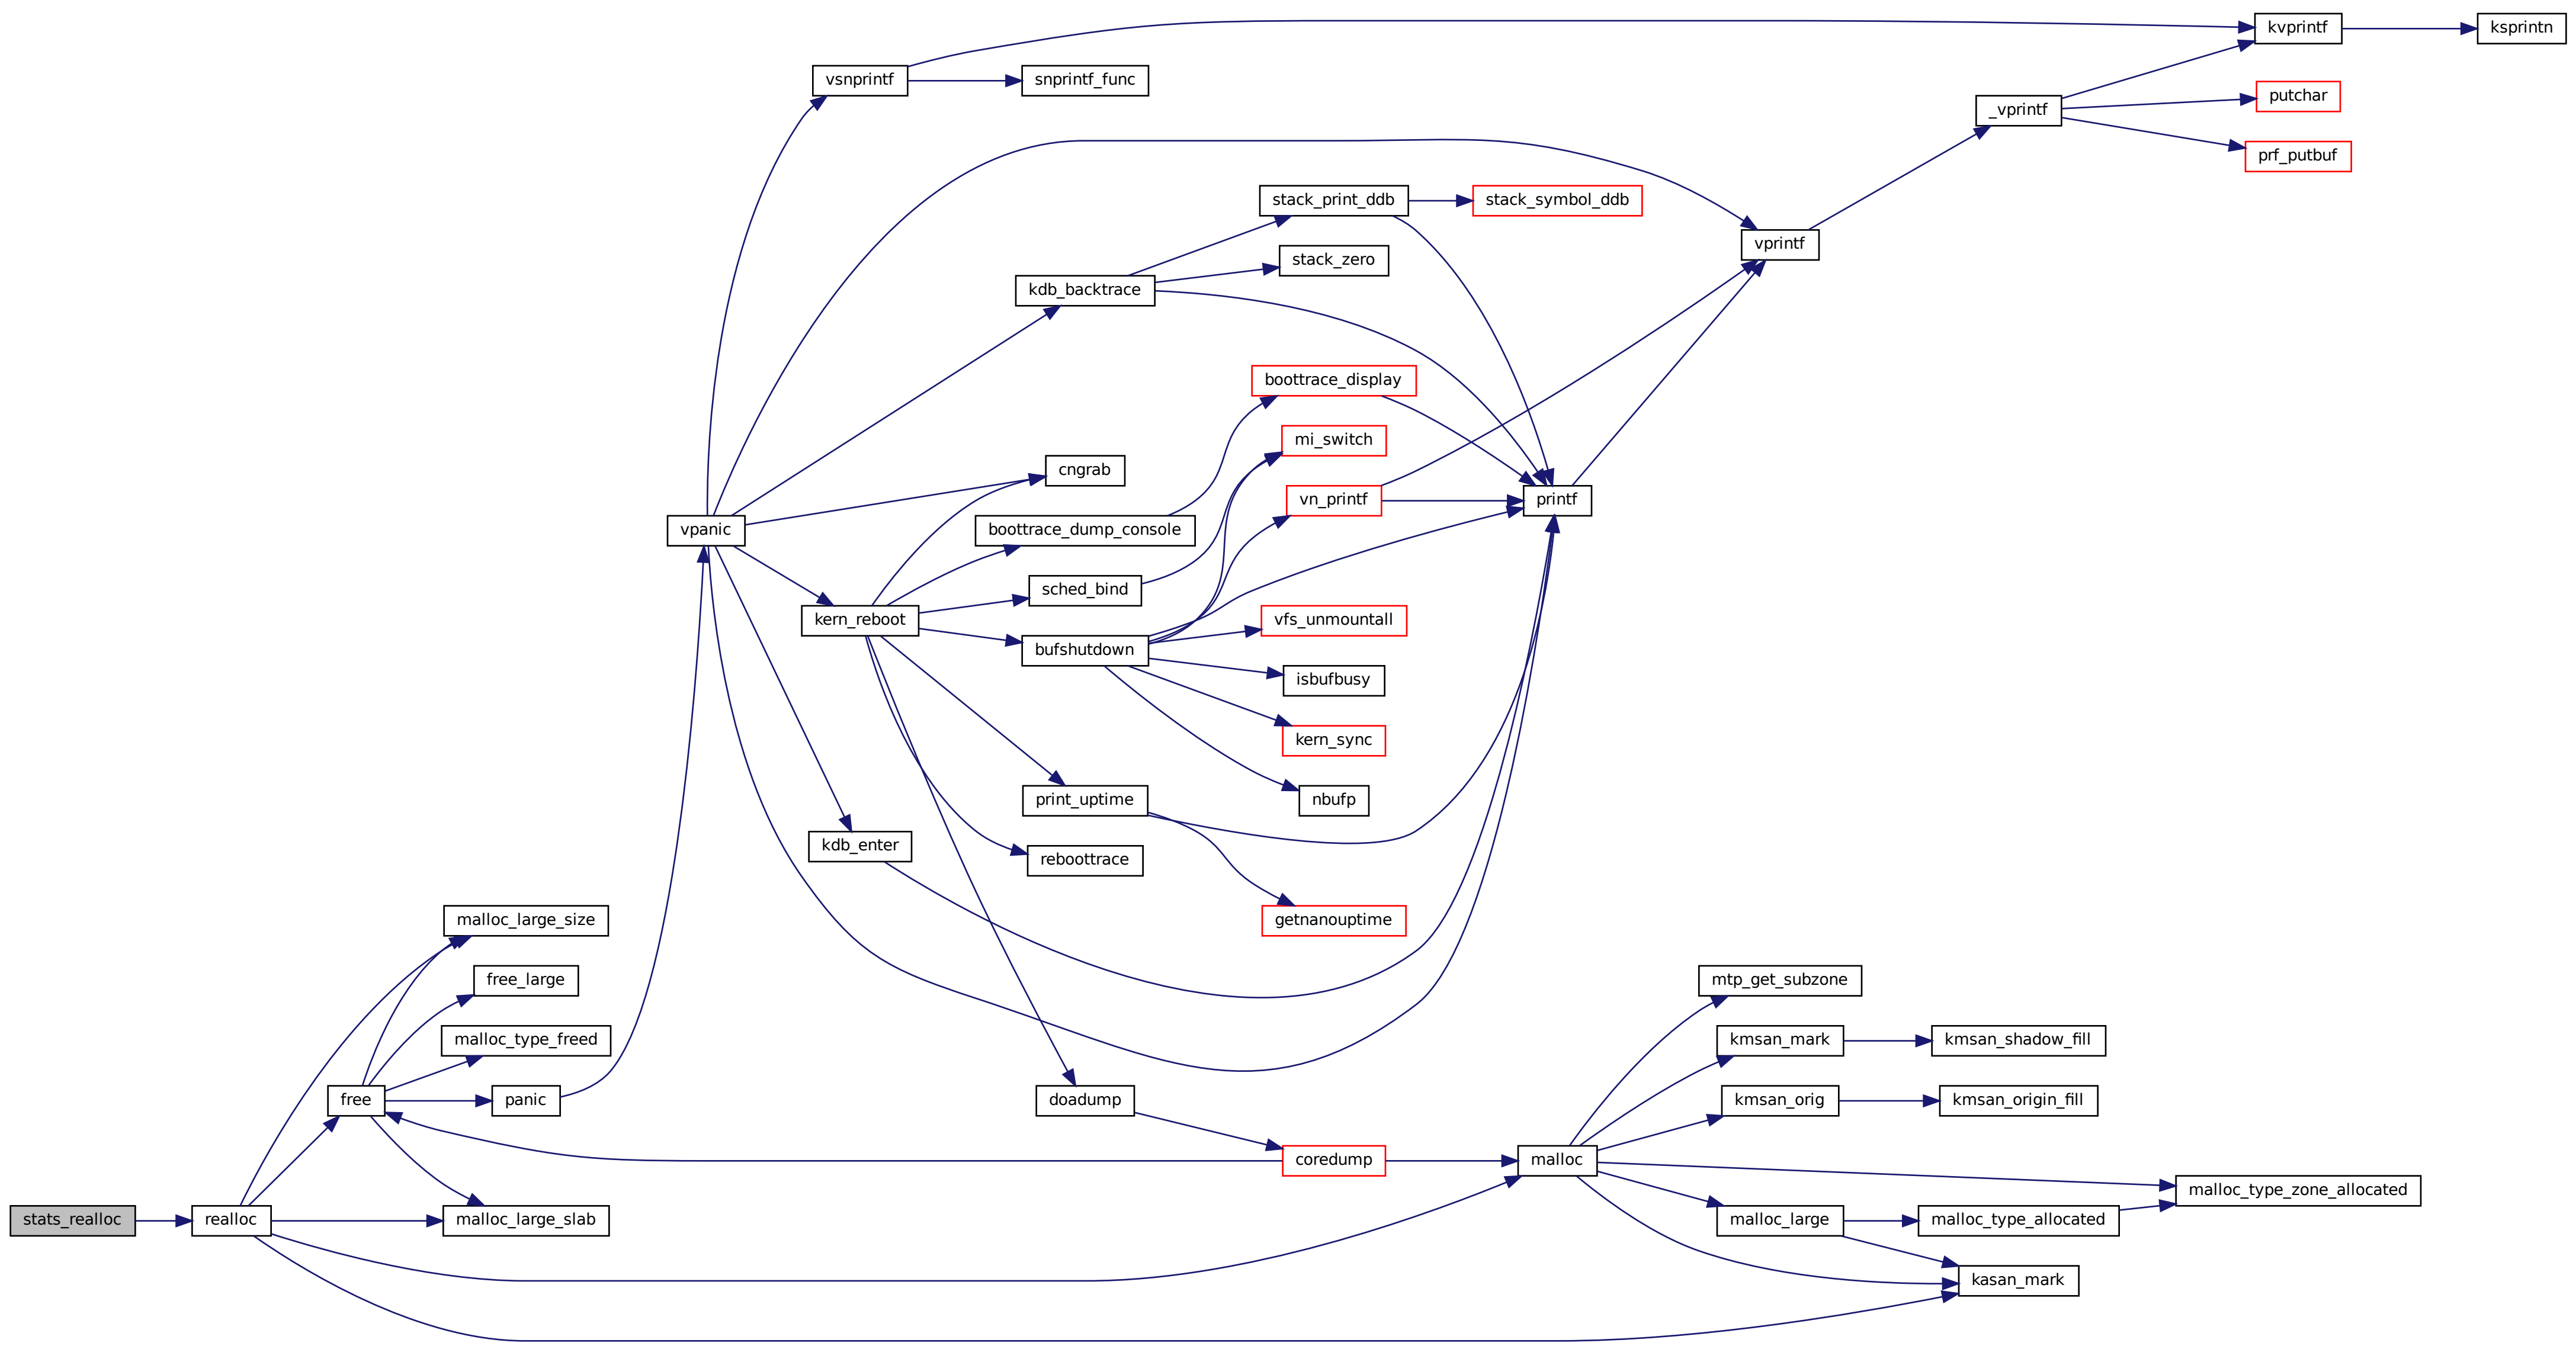 kvprintf
ksprintn
vsnprintf
snprintf_func
putchar
_vprintf
prf_putbuf
stack_print_ddb
stack_symbol_ddb
vprintf
stack_zero
kdb_backtrace
boottrace_display
mi_switch
cngrab
vn_printf
printf
vpanic
boottrace_dump_console
sched_bind
kern_reboot
vfs_unmountall
bufshutdown
isbufbusy
kern_sync
print_uptime
nbufp
kdb_enter
reboottrace
malloc_large_size
getnanouptime
free_large
mtp_get_subzone
malloc_type_freed
kmsan_mark
kmsan_shadow_fill
free
panic
doadump
kmsan_orig
kmsan_origin_fill
coredump
malloc
malloc_type_zone_allocated
stats_realloc
realloc
malloc_large_slab
malloc_large
malloc_type_allocated
kasan_mark